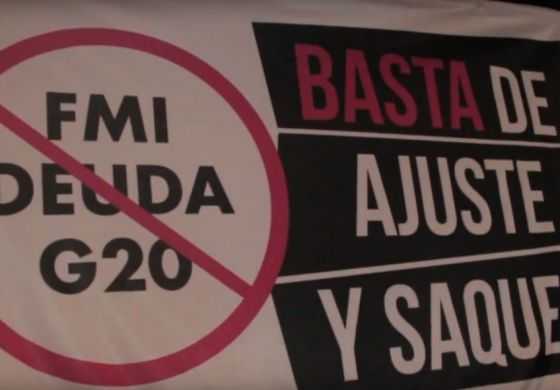 FMI
DEUDA
G20
BASTA DE
AJUSTE
Y SAQUE